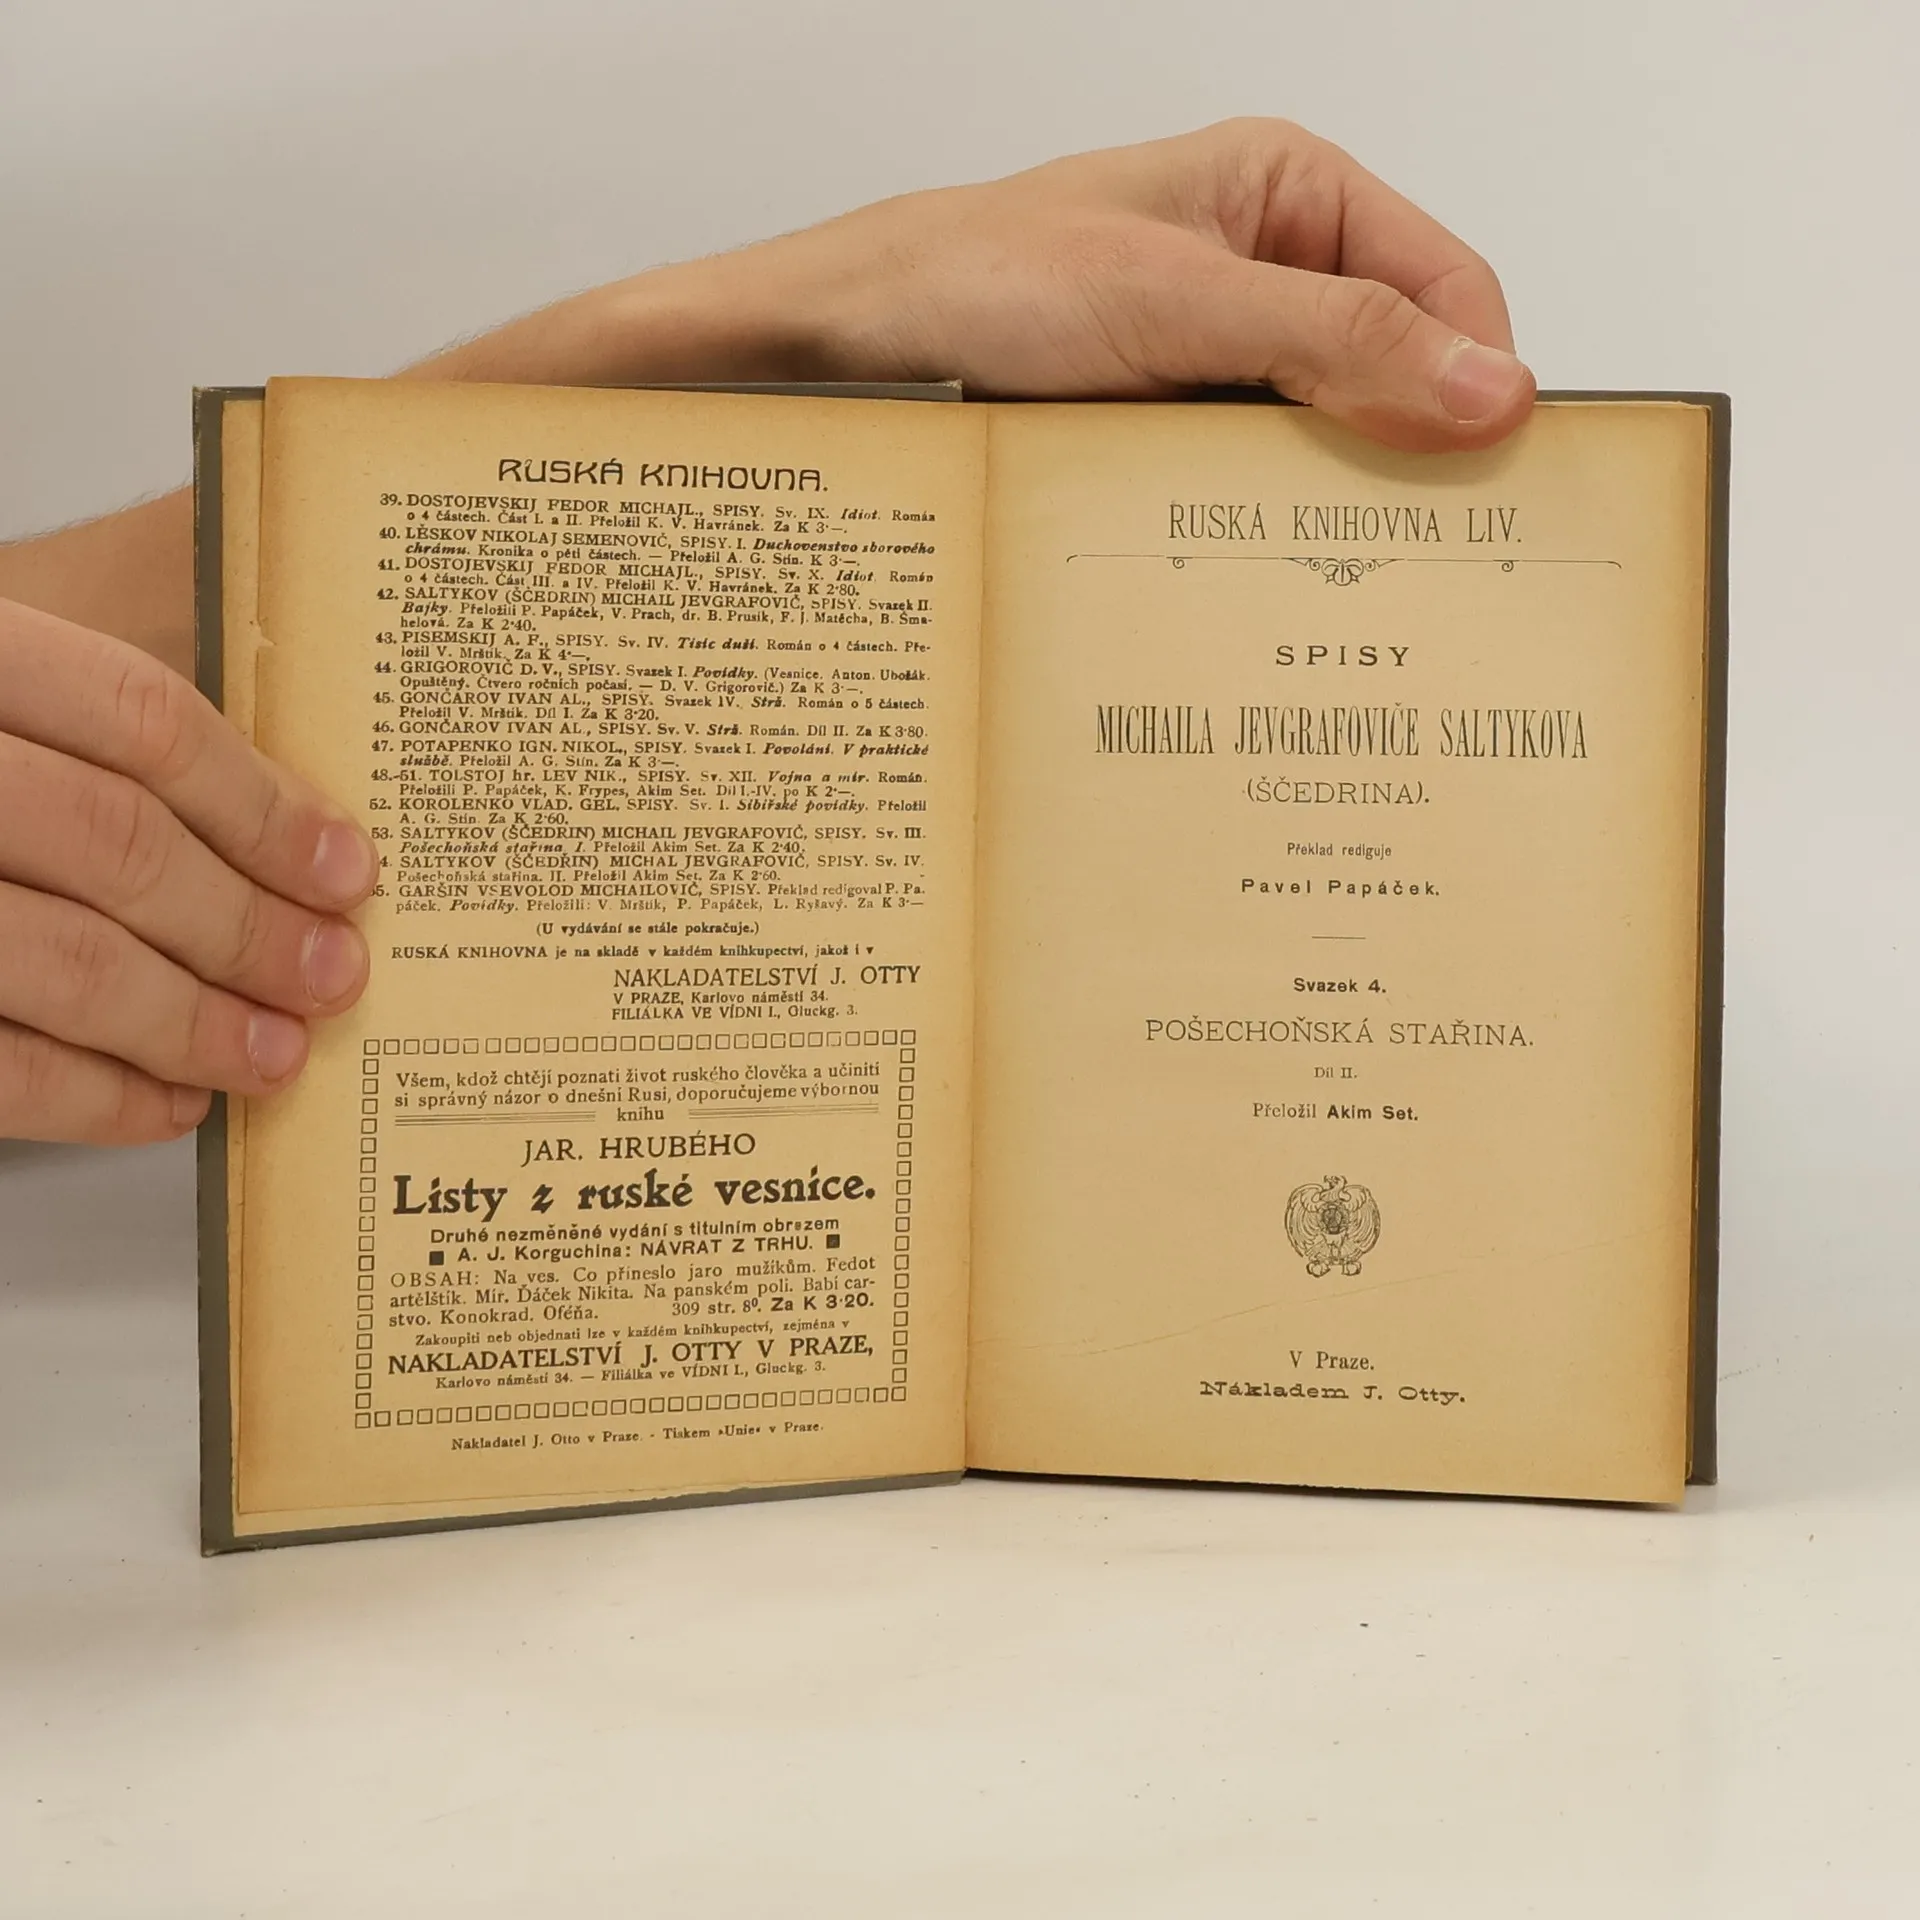 RUSKÁ KNIHOVNA.
39. DOSTOJEVSKIJ FEDOR MICHAJL., SPISY. Sv. IX. Idiot. Román
o 4 částech. Část I. a II. Přeložil K. V. Havránek. Za K 3·—.
40. LĚSKOV NIKOLAJ SEMENOVIČ, SPISY. I. Duchovenstvo sborového
chrámu. Kronika o pěti částech. — Přeložil A. G. Stín. K 3·—.
41. DOSTOJEVSKIJ FEDOR MICHAJL., SPISY. Sv. X. Idiot. Román
o 4 částech. Část III. a IV. Přeložil K. V. Havránek. Za K 2·80.
42. SALTYKOV (ŠČEDRIN) MICHAIL JEVGRAFOVIČ, SPISY. Svazek II.
Bajky. Přeložili P. Papáček, V. Prach, dr. B. Prusík, F. J. Matěcha, B. Šma-
helová. Za K 2·40.
43. PISEMSKIJ A. F., SPISY. Sv. IV. Tisíc duší. Román o 4 částech. Pře-
ložil V. Mrštík. Za K 4·—.
44. GRIGOROVIČ D. V., SPISY. Svazek I. Povídky. (Vesnice. Anton. Ubožák.
Opuštěný. Čtvero ročních počasí. — D. V. Grigorovič.) Za K 3·—.
45. GONČAROV IVAN AL., SPISY. Svazek IV. Strž. Román o 5 částech.
Přeložil V. Mrštík. Díl I. Za K 3·20.
46. GONČAROV IVAN AL., SPISY. Sv. V. Strž. Román. Díl II. Za K 3·80.
47. POTAPENKO IGN. NIKOL., SPISY. Svazek I. Povolání. V praktické
službě. Přeložil A. G. Stín. Za K 3·—.
48.-51. TOLSTOJ hr. LEV NIK., SPISY. Sv. XII. Vojna a mír. Román.
Přeložili P. Papáček, K. Frypes, Akim Set. Díl I.-IV. po K 2·—.
52. KOROLENKO VLAD. GEL. SPISY. Sv. I. Sibiřské povídky. Přeložil
A. G. Stín. Za K 2·60.
53. SALTYKOV (ŠČEDRIN) MICHAIL JEVGRAFOVIČ, SPISY. Sv. III.
Pošechoňská stařina. I. Přeložil Akim Set. Za K 2·40.
4. SALTYKOV (ŠČEDŘIN) MICHAL JEVGRAFOVIČ, SPISY. Sv. IV.
Pošechoňská stařina. II. Přeložil Akim Set. Za K 2·60.
55. GARŠIN VSEVOLOD MICHAILOVIČ, SPISY. Překlad redigoval P. Pa-
páček. Povídky. Přeložili: V. Mrštík, P. Papáček, L. Ryšavý. Za K 3·—
(U vydávání se stále pokračuje.)
RUSKÁ KNIHOVNA je na skladě v každém knihkupectví, jakož i v
NAKLADATELSTVÍ J. OTTY
V PRAZE, Karlovo náměstí 34.
FILIÁLKA VE VÍDNI I., Gluckg. 3.
Všem, kdož chtějí poznati život ruského člověka a učiniti
si správný názor o dnešní Rusi, doporučujeme výbornou
knihu
JAR. HRUBÉHO
Listy z ruské vesnice.
Druhé nezměněné vydání s titulním obrazem
A. J. Korguchina: NÁVRAT Z TRHU.
OBSAH: Na ves. Co přineslo jaro mužíkům. Fedot
artělštík. Mír. Ďáček Nikita. Na panském poli. Babí car-
stvo. Konokrad. Oféňa. 309 str. 8⁰. Za K 3·20.
Zakoupiti neb objednati lze v každém knihkupectví, zejména v
NAKLADATELSTVÍ J. OTTY V PRAZE,
Karlovo náměstí 34. — Filiálka ve VÍDNI I., Gluckg. 3.
Nakladatel J. Otto v Praze. - Tiskem »Unie« v Praze.
RUSKÁ KNIHOVNA LIV.
SPISY
MICHAILA JEVGRAFOVIČE SALTYKOVA
(ŠČEDRINA).
Překlad rediguje
Pavel Papáček.
Svazek 4.
POŠECHOŇSKÁ STAŘINA.
Díl II.
Přeložil Akim Set.
V Praze.
Nákladem J. Otty.